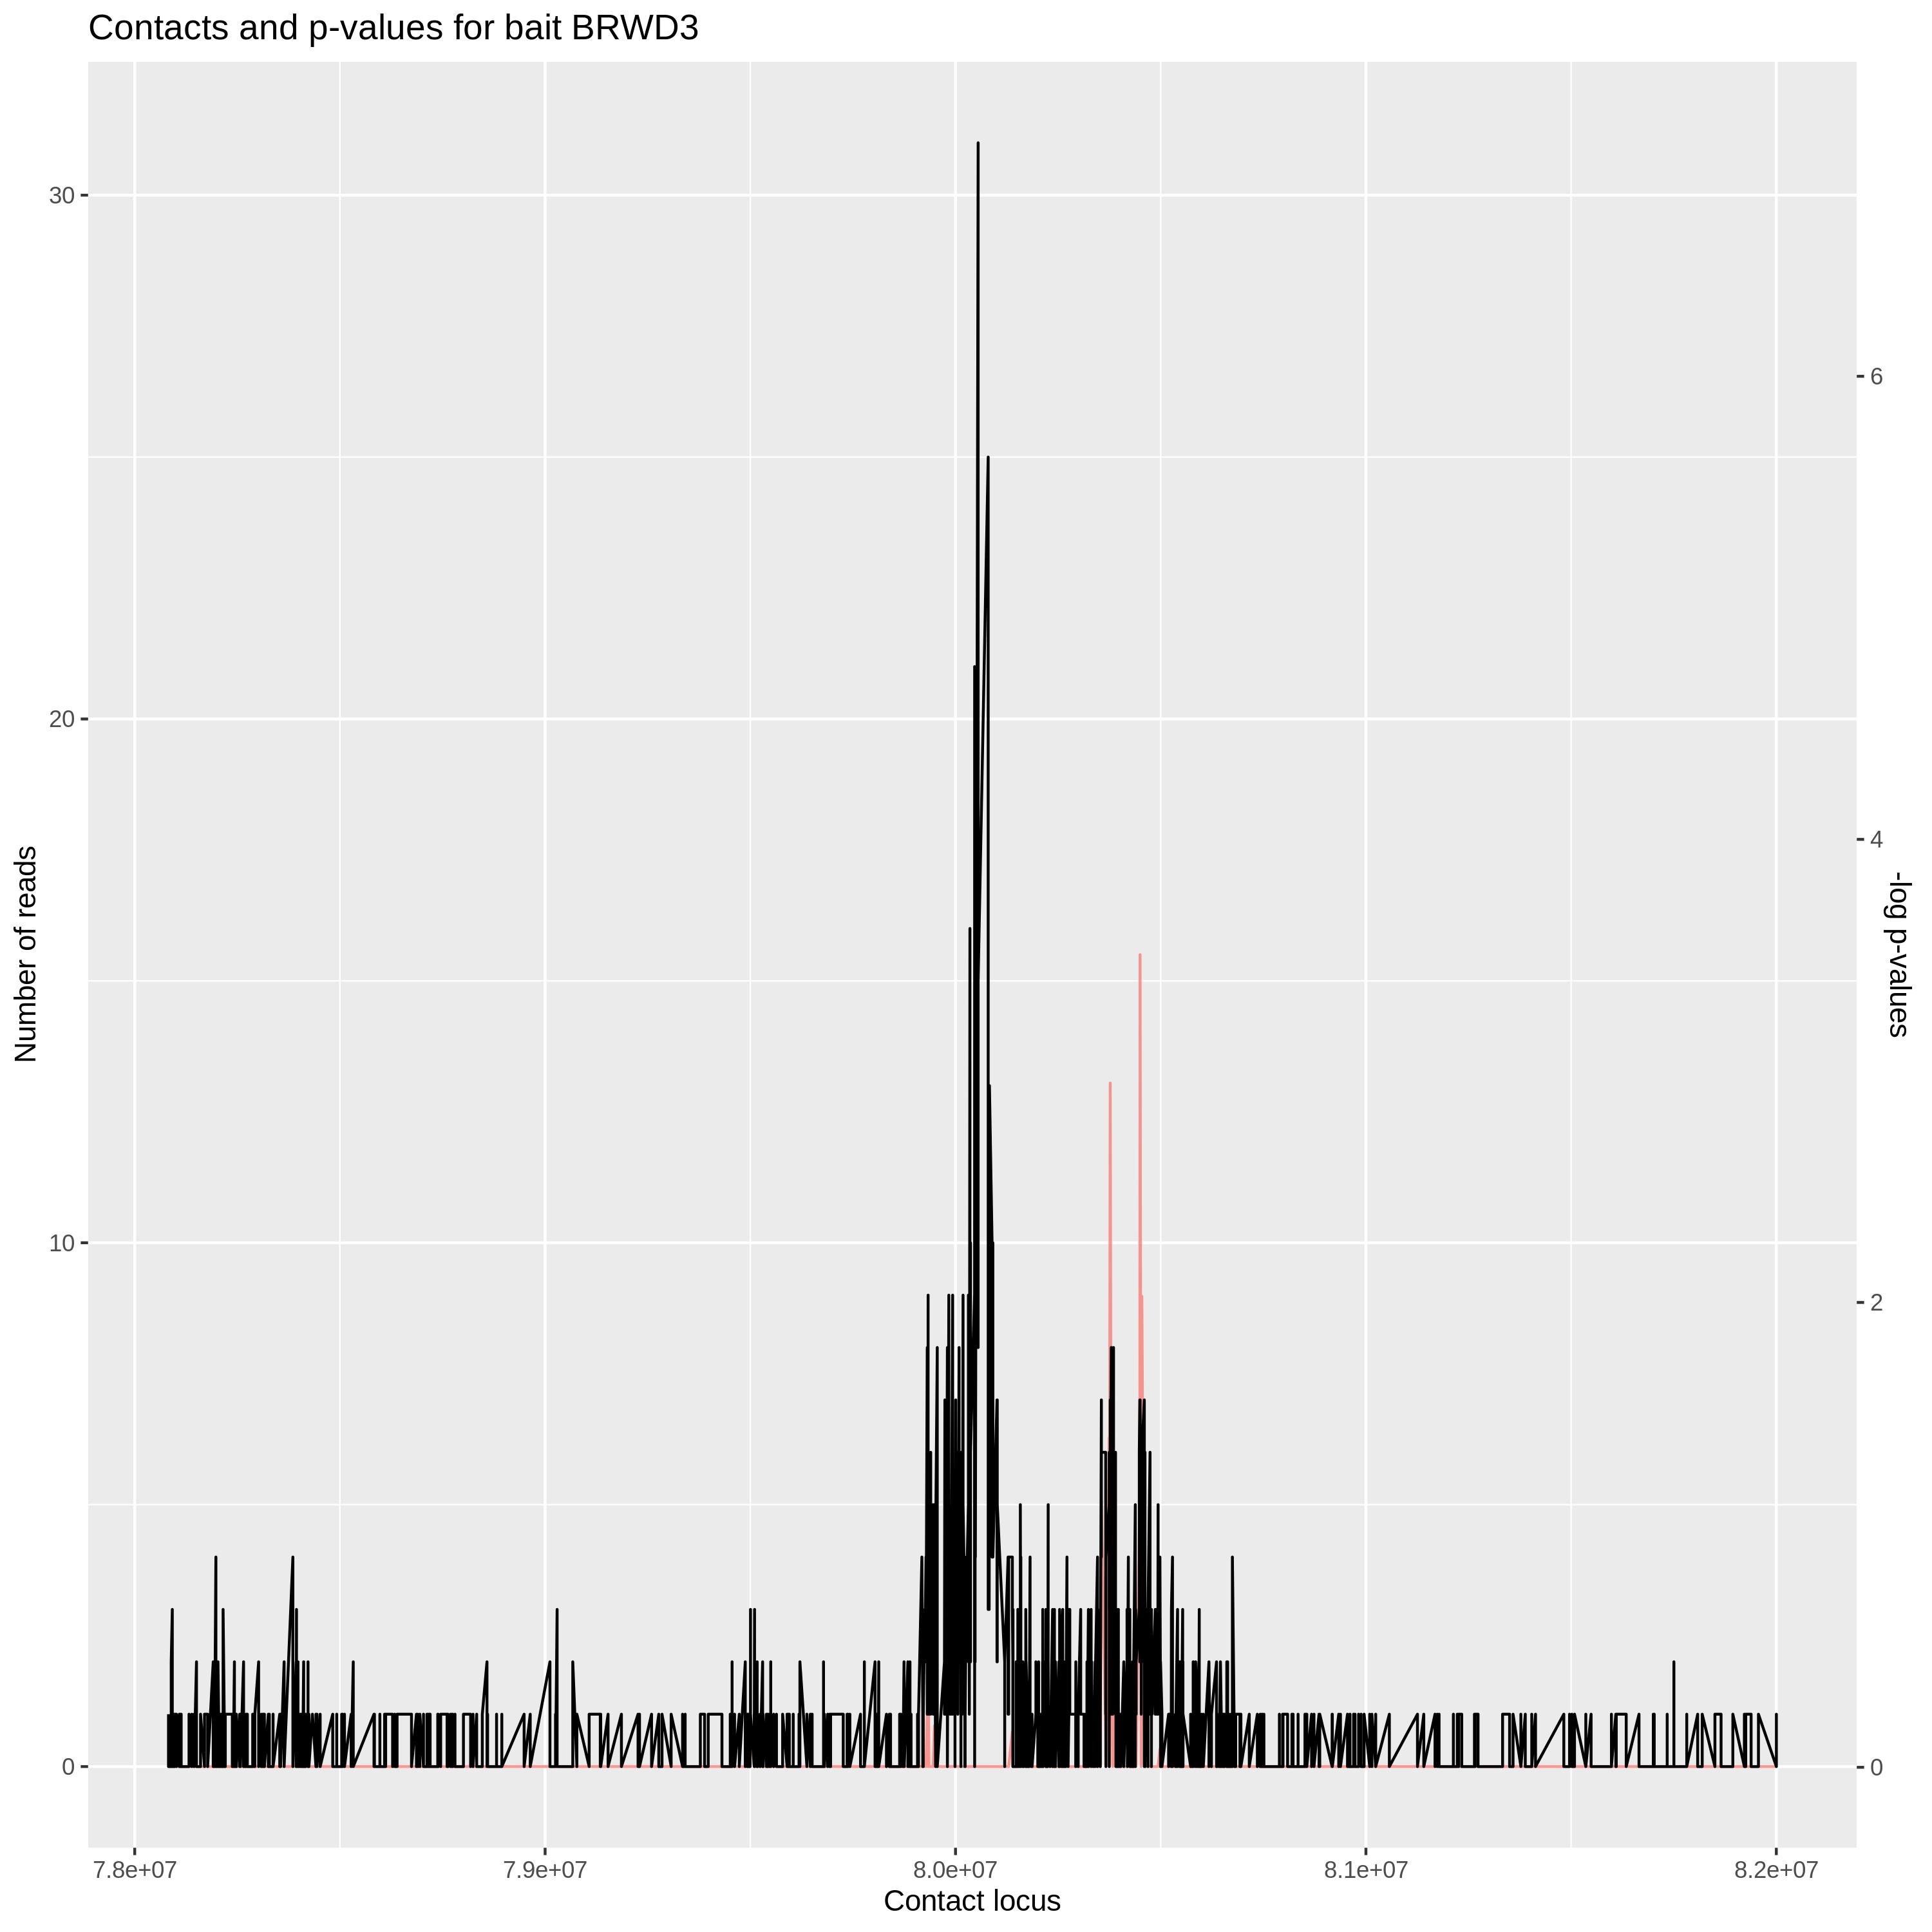 Contacts and p-values for bait BRWD3
30
20
10
0
Number of reads
6
4
2
0
-log p-values
7.8e+07
7.9e+07
8.0e+07
8.1e+07
8.2e+07
Contact locus